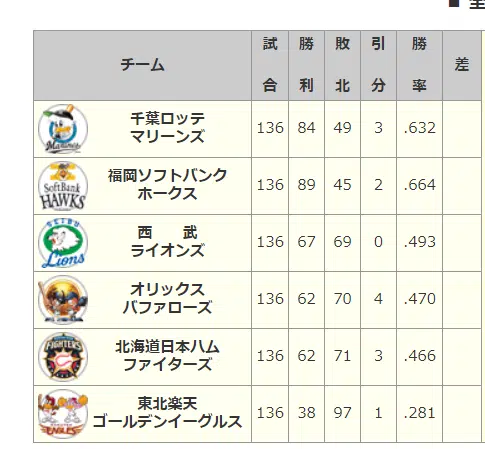 チーム 試合 勝利 敗北 引分 勝率 差
千葉ロッテ
マリーンズ 136 84 49 3 .632
福岡ソフトバンク
ホークス 136 89 45 2 .664
西 武
ライオンズ 136 67 69 0 .493
オリックス
バファローズ 136 62 70 4 .470
北海道日本ハム
ファイターズ 136 62 71 3 .466
東北楽天
ゴールデンイーグルス 136 38 97 1 .281
SoftBank
HAWKS
Lions
FIGHTERS
EAGLES